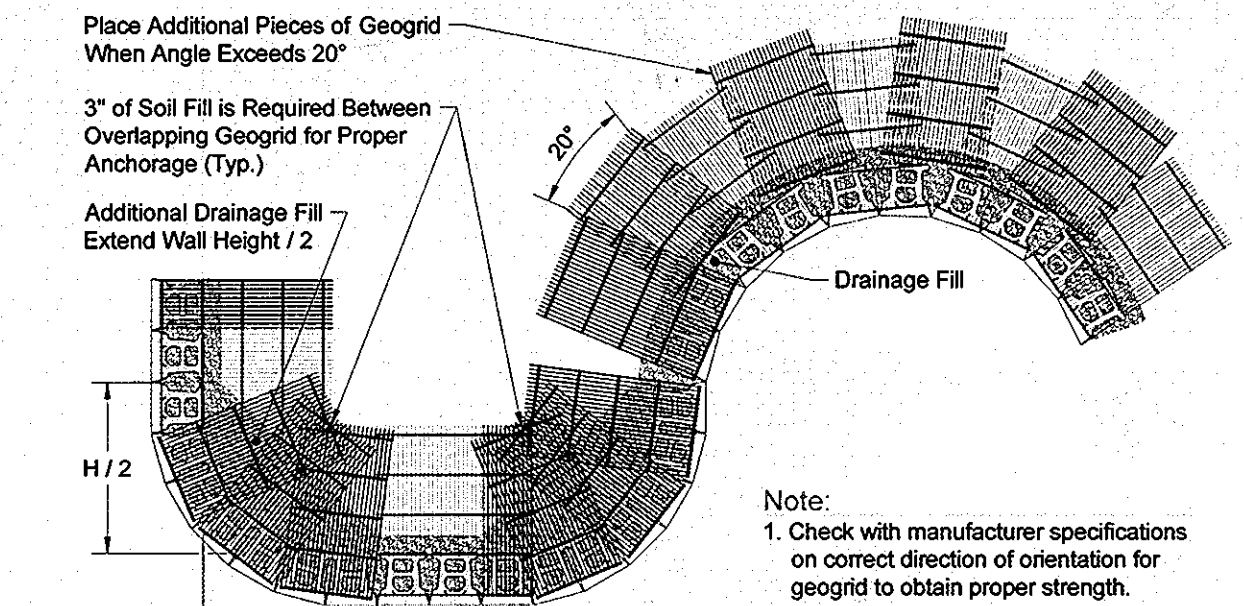 Place Additional Pieces of Geogrid
When Angle Exceeds 20°
3" of Soil Fill is Required Between
Overlapping Geogrid for Proper
Anchorage (Typ.)
Additional Drainage Fill
Extend Wall Height / 2
20°
Drainage Fill
H / 2
Note:
1. Check with manufacturer specifications
on correct direction of orientation for
geogrid to obtain proper strength.